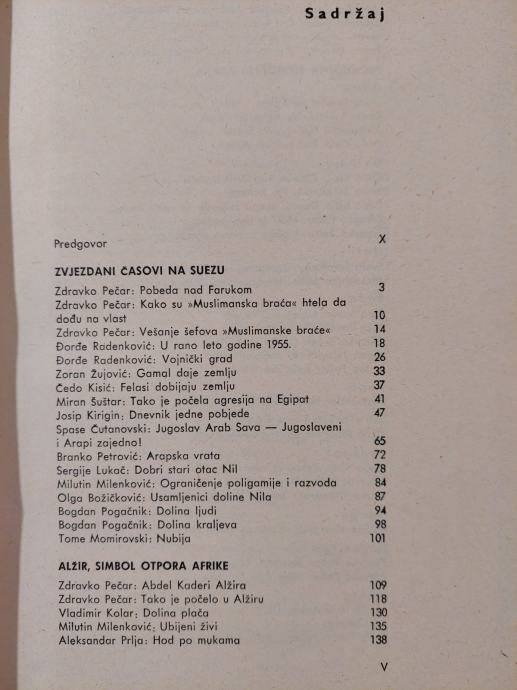 Sadržaj
Predgovor X
ZVJEZDANI ČASOVI NA SUEZU
Zdravko Pečar: Pobeda nad Farukom 3
Zdravko Pečar: Kako su »Muslimanska braća« htela da
dođu na vlast 10
Zdravko Pečar: Vešanje šefova »Muslimanske braće« 14
Đorđe Radenković: U rano leto godine 1955. 18
Đorđe Radenković: Vojnički grad 26
Zoran Žujović: Gamal daje zemlju 33
Čedo Kisić: Felasi dobijaju zemlju 37
Miran Šuštar: Tako je počela agresija na Egipat 41
Josip Kirigin: Dnevnik jedne pobjede 47
Spase Ćutanovski: Jugoslav Arab Sava — Jugoslaveni
i Arapi zajedno! 65
Branko Petrović: Arapska vrata 72
Sergije Lukač: Dobri stari otac Nil 78
Milutin Milenković: Ograničenje poligamije i razvoda 84
Olga Božičković: Usamljenici doline Nila 87
Bogdan Pogačnik: Dolina ljudi 94
Bogdan Pogačnik: Dolina kraljeva 98
Tome Momirovski: Nubija 101
ALŽIR, SIMBOL OTPORA AFRIKE
Zdravko Pečar: Abdel Kaderi Alžira 109
Zdravko Pečar: Tako je počelo u Alžiru 118
Vladimir Kolar: Dolina plača 130
Milutin Milenković: Ubijeni živi 135
Aleksandar Prlja: Hod po mukama 138
V